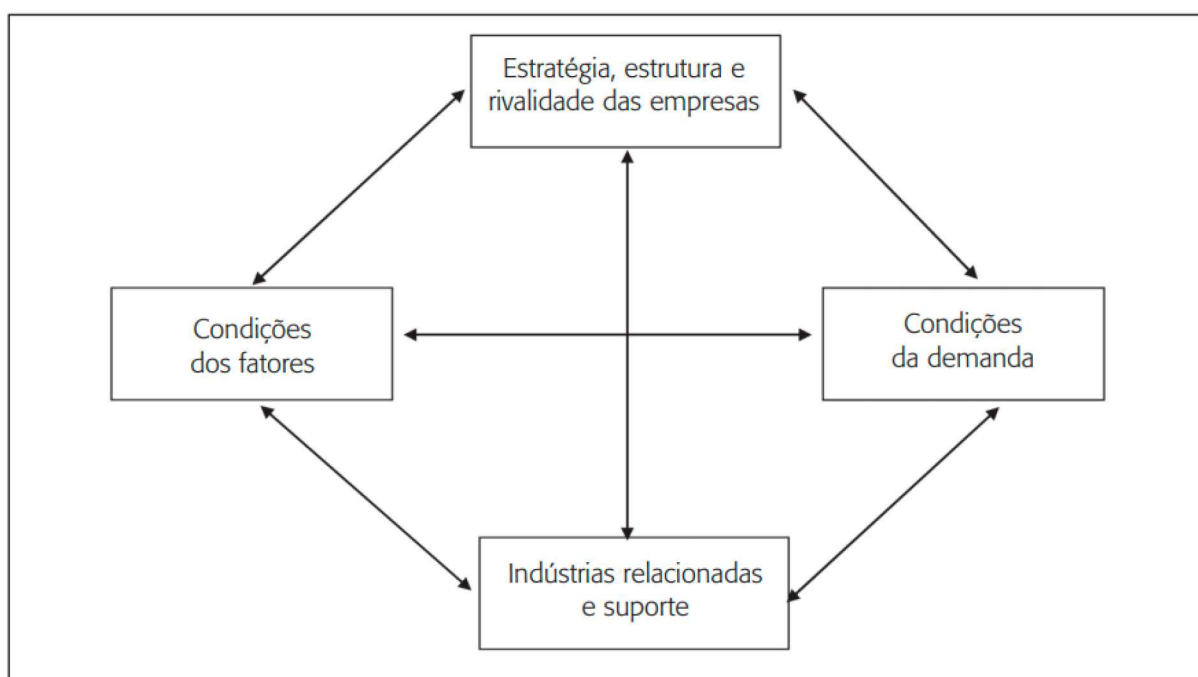 Estratégia, estrutura e
rivalidade das empresas
Condições
dos fatores
Condições
da demanda
Indústrias relacionadas
e suporte